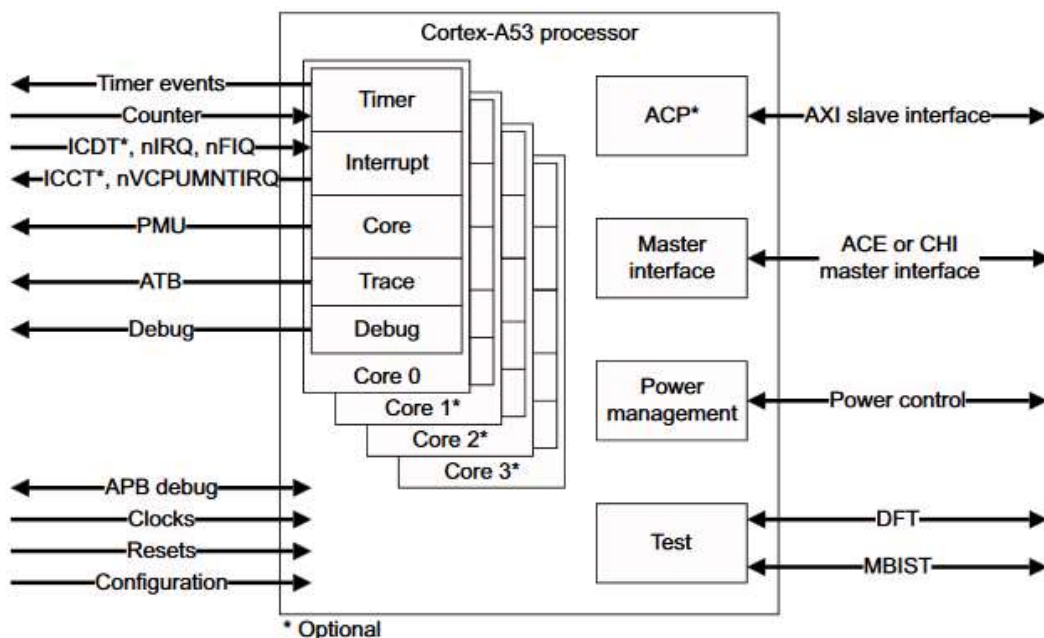 Cortex-A53 processor
Timer events
Counter
ICDT*, nIRQ, nFIQ
ICCT*, nVCPUMNTIRQ
PMU
ATB
Debug
Timer
Interrupt
Core
Trace
Debug
Core 0
Core 1*
Core 2*
Core 3*
APB debug
Clocks
Resets
Configuration
ACP*
AXI slave interface
Master
interface
ACE or CHI
master interface
Power
management
Power control
Test
DFT
MBIST
* Optional